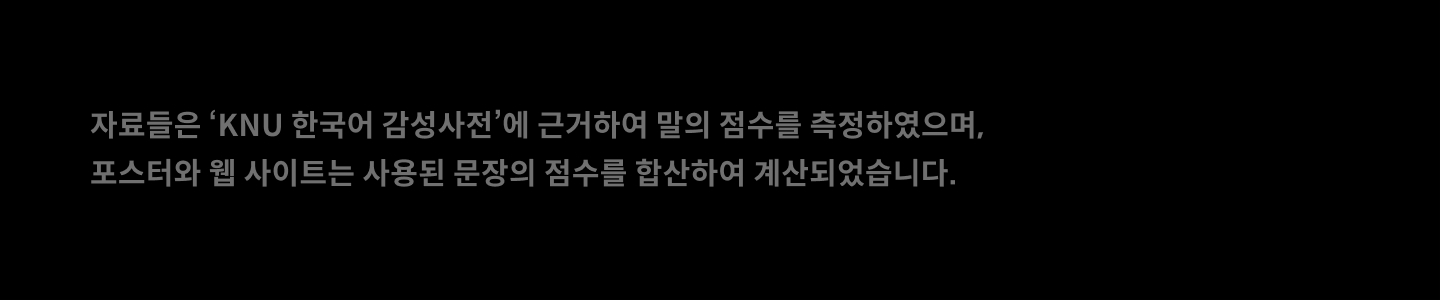 자료들은 ‘KNU 한국어 감성사전’에 근거하여 말의 점수를 측정하였으며,
포스터와 웹 사이트는 사용된 문장의 점수를 합산하여 계산되었습니다.